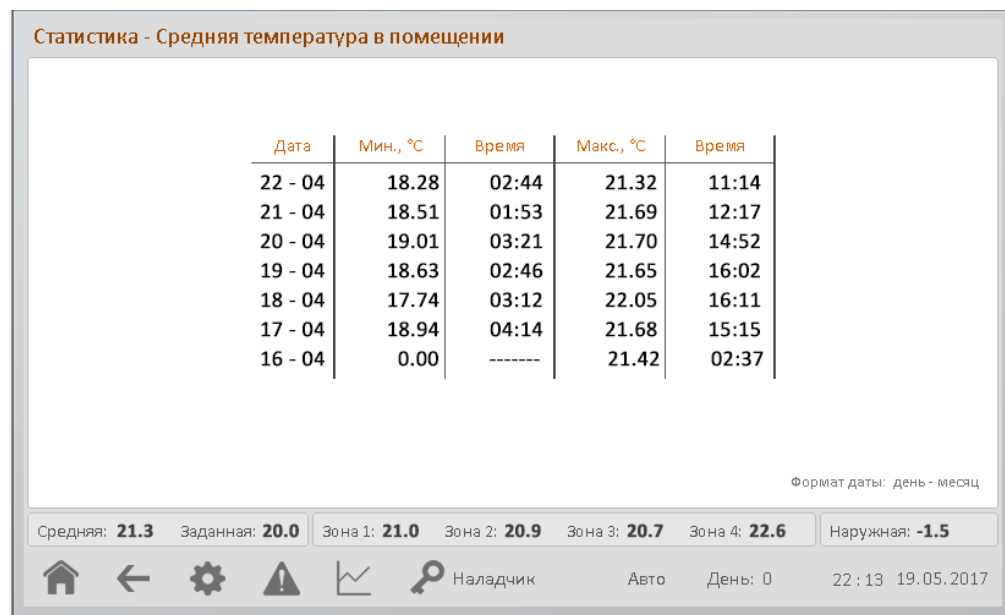 Статистика - Средняя температура в помещении
Дата Мин., °C Время Макс., °C Время
22 - 04 18.28 02:44 21.32 11:14
21 - 04 18.51 01:53 21.69 12:17
20 - 04 19.01 03:21 21.70 14:52
19 - 04 18.63 02:46 21.65 16:02
18 - 04 17.74 03:12 22.05 16:11
17 - 04 18.94 04:14 21.68 15:15
16 - 04 0.00 ------- 21.42 02:37
Формат даты: день - месяц
Средняя: 21.3 Заданная: 20.0 Зона 1: 21.0 Зона 2: 20.9 Зона 3: 20.7 Зона 4: 22.6 Наружная: -1.5
Наладчик Авто День: 0 22 : 13 19.05.2017